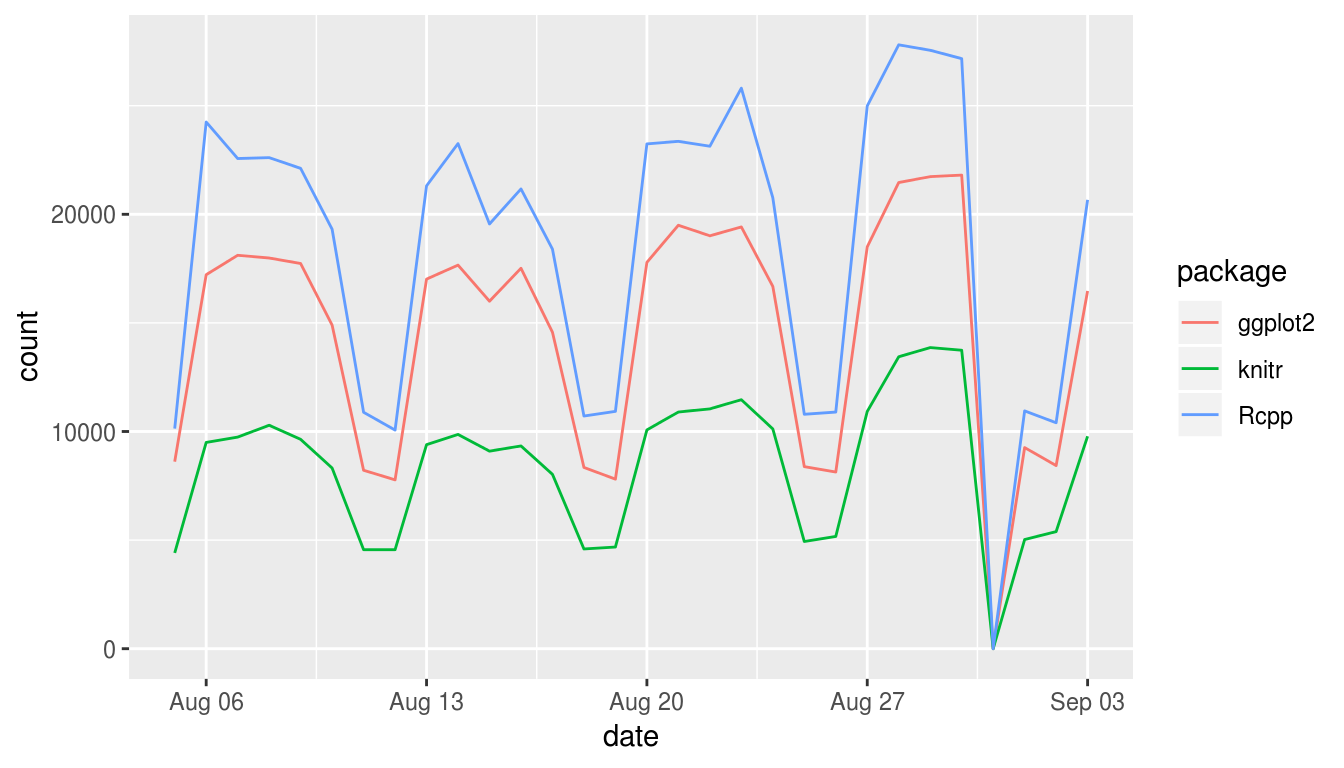 count
20000
10000
0
Aug 06 Aug 13 Aug 20 Aug 27 Sep 03
date
package
ggplot2
knitr
Rcpp